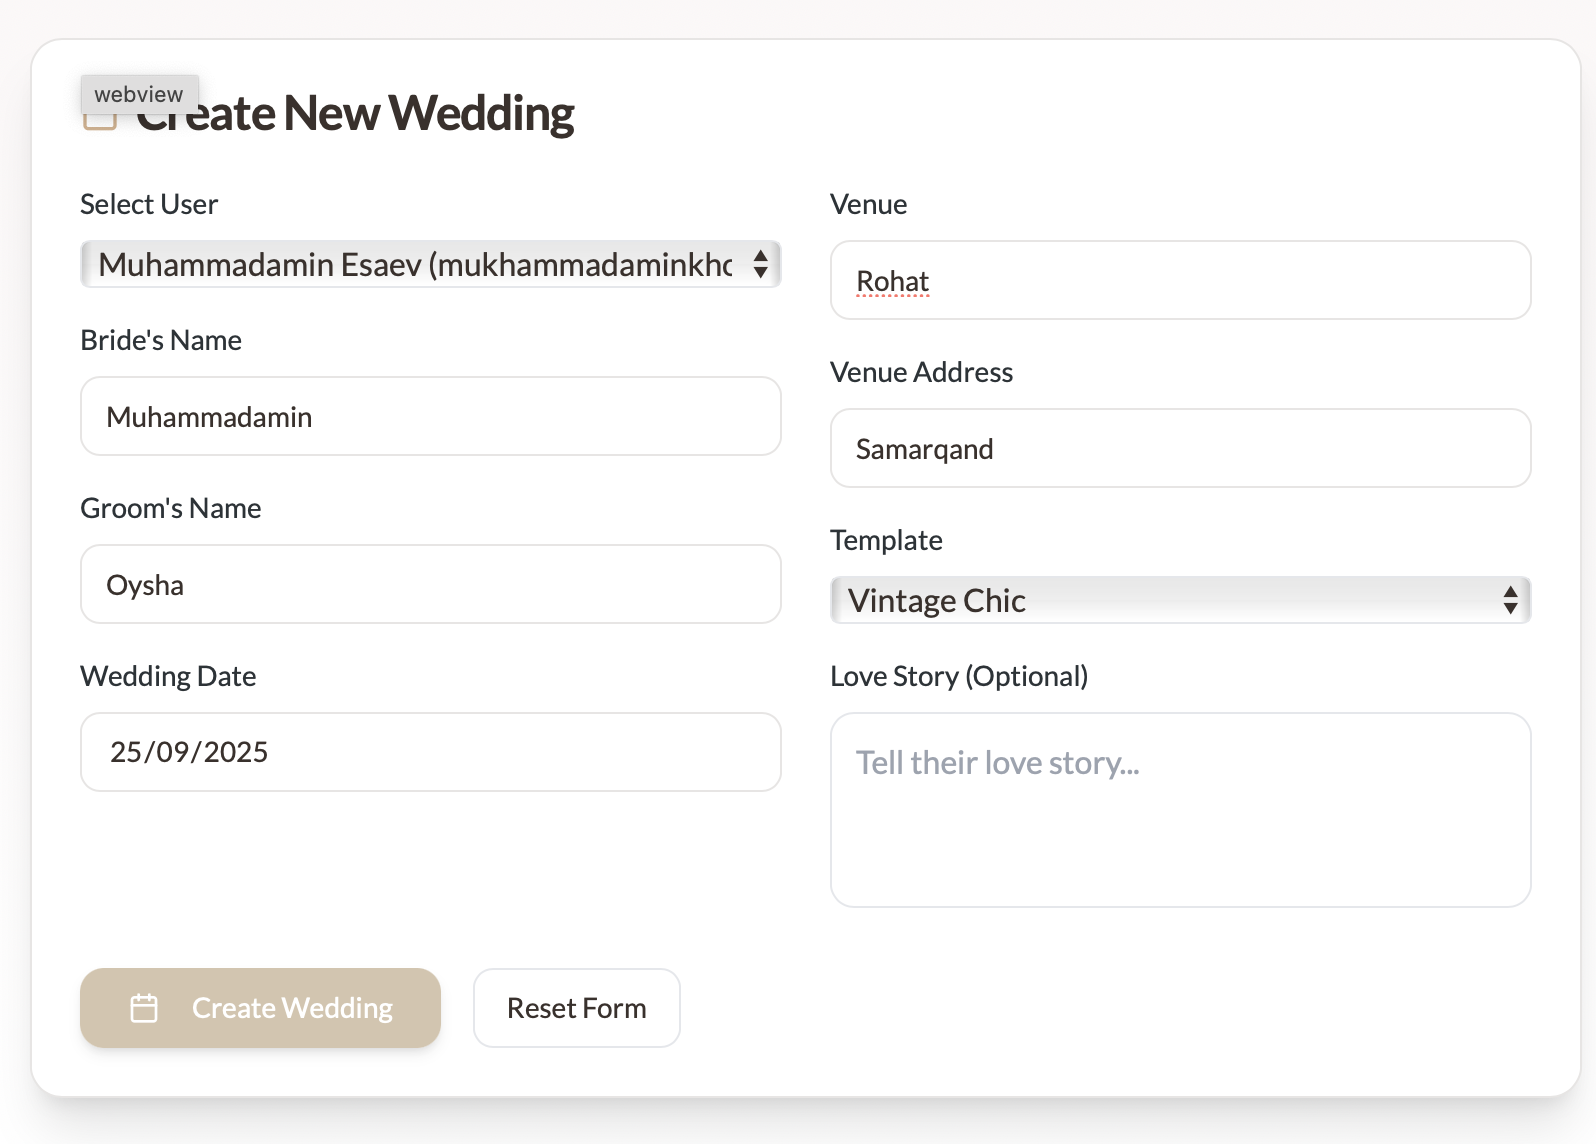 webview
Create New Wedding
Select User
Muhammadamin Esaev (mukhammadaminkhc
Bride's Name
Muhammadamin
Groom's Name
Oysha
Wedding Date
25/09/2025
Venue
Rohat
Venue Address
Samarqand
Template
Vintage Chic
Love Story (Optional)
Tell their love story...
Create Wedding
Reset Form